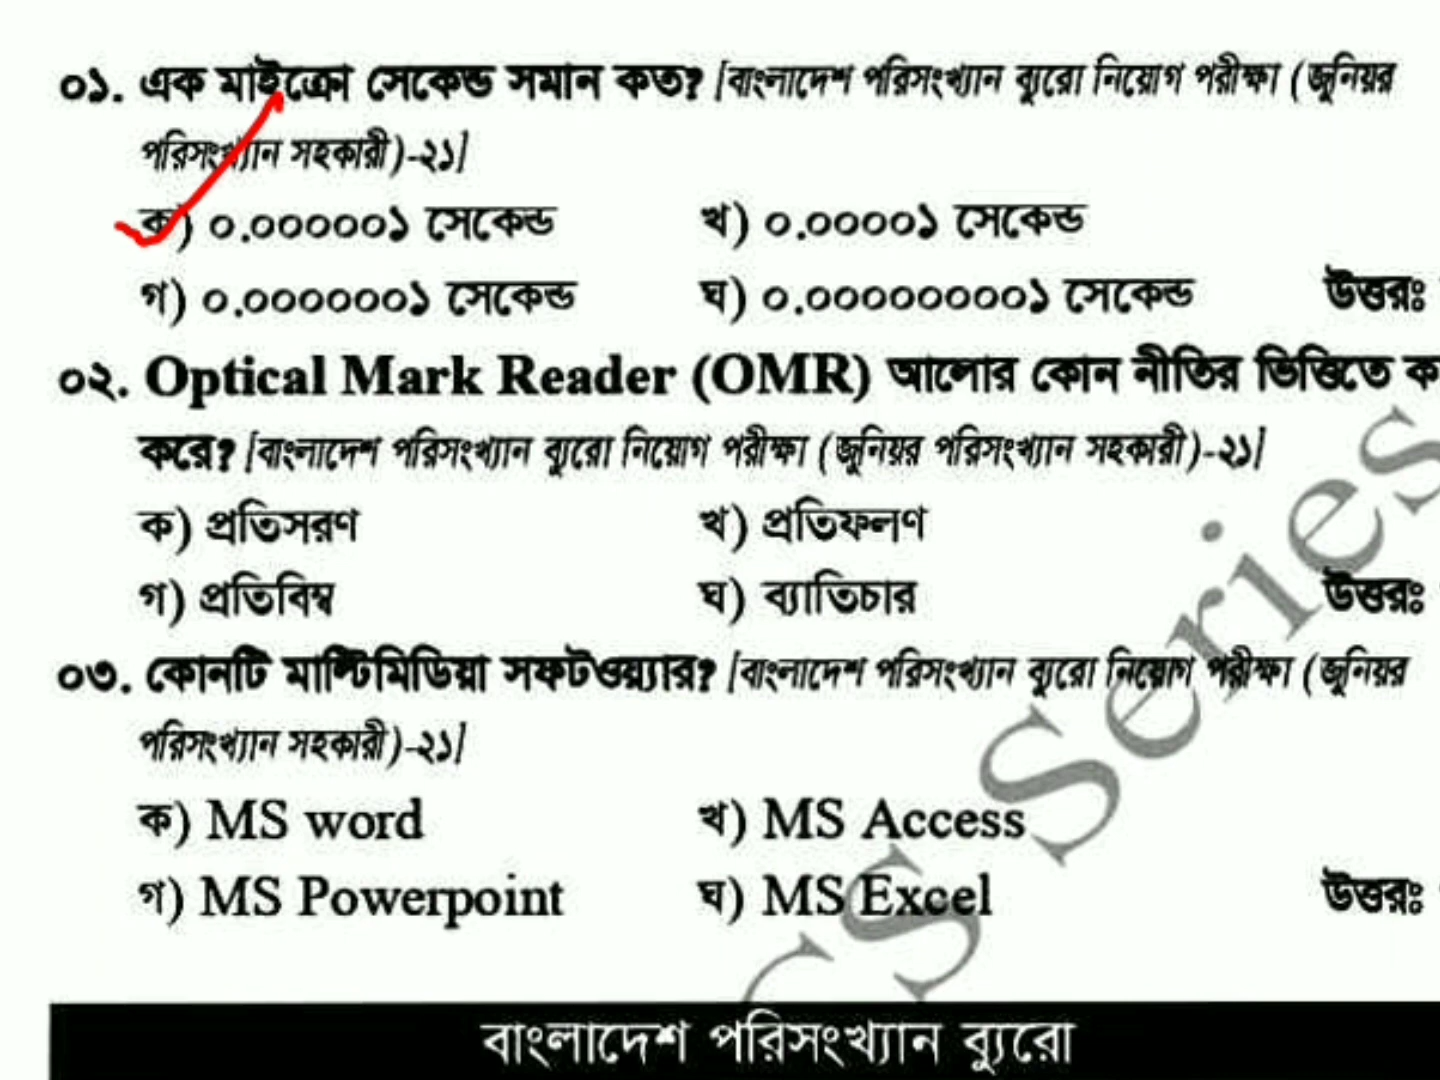 ০১. এক মাইক্রো সেকেন্ড সমান কত? [বাংলাদেশ পরিসংখ্যান ব্যুরো নিয়োগ পরীক্ষা (জুনিয়র
পরিসংখ্যান সহকারী)-২১]
ক) ০.০০০০০১ সেকেন্ড খ) ০.০০০০১ সেকেন্ড
গ) ০.০০০০০০১ সেকেন্ড ঘ) ০.০০০০০০০০০১ সেকেন্ড উত্তরঃ
০২. Optical Mark Reader (OMR) আলোর কোন নীতির ভিত্তিতে
করে? [বাংলাদেশ পরিসংখ্যান ব্যুরো নিয়োগ পরীক্ষা (জুনিয়র পরিসংখ্যান সহকারী)-২১]
ক) প্রতিসরণ খ) প্রতিফলণ
গ) প্রতিবিম্ব ঘ) ব্যাতিচার উত্তরঃ
০৩. কোনটি মাল্টিমিডিয়া সফটওয়্যার? [বাংলাদেশ পরিসংখ্যান ব্যুরো নিয়োগ পরীক্ষা (জুনিয়র
পরিসংখ্যান সহকারী)-২১]
ক) MS word খ) MS Access
গ) MS Powerpoint ঘ) MS Excel উত্তরঃ
CS Series
বাংলাদেশ পরিসংখ্যান ব্যুরো